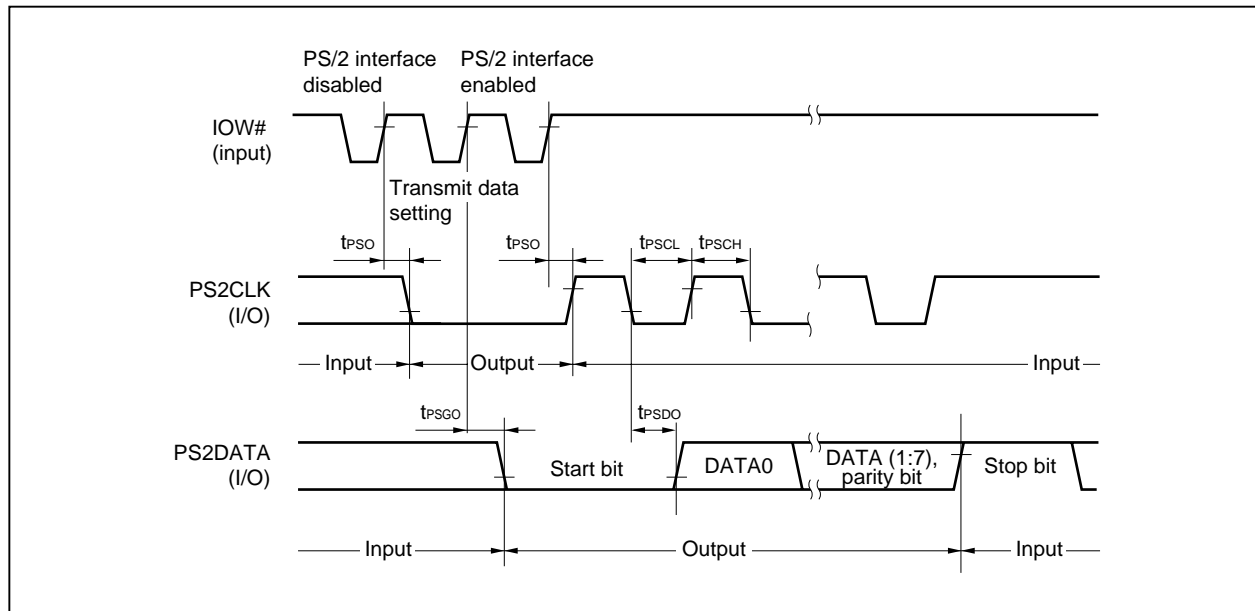 PS/2 interface
disabled
PS/2 interface
enabled
IOW#
(input)
Transmit data
setting
tPSO
tPSO
tPSCL
tPSCH
PS2CLK
(I/O)
Input
Output
Input
tPSGO
tPSDO
PS2DATA
(I/O)
Start bit
DATA0
DATA (1:7),
parity bit
Stop bit
Input
Output
Input